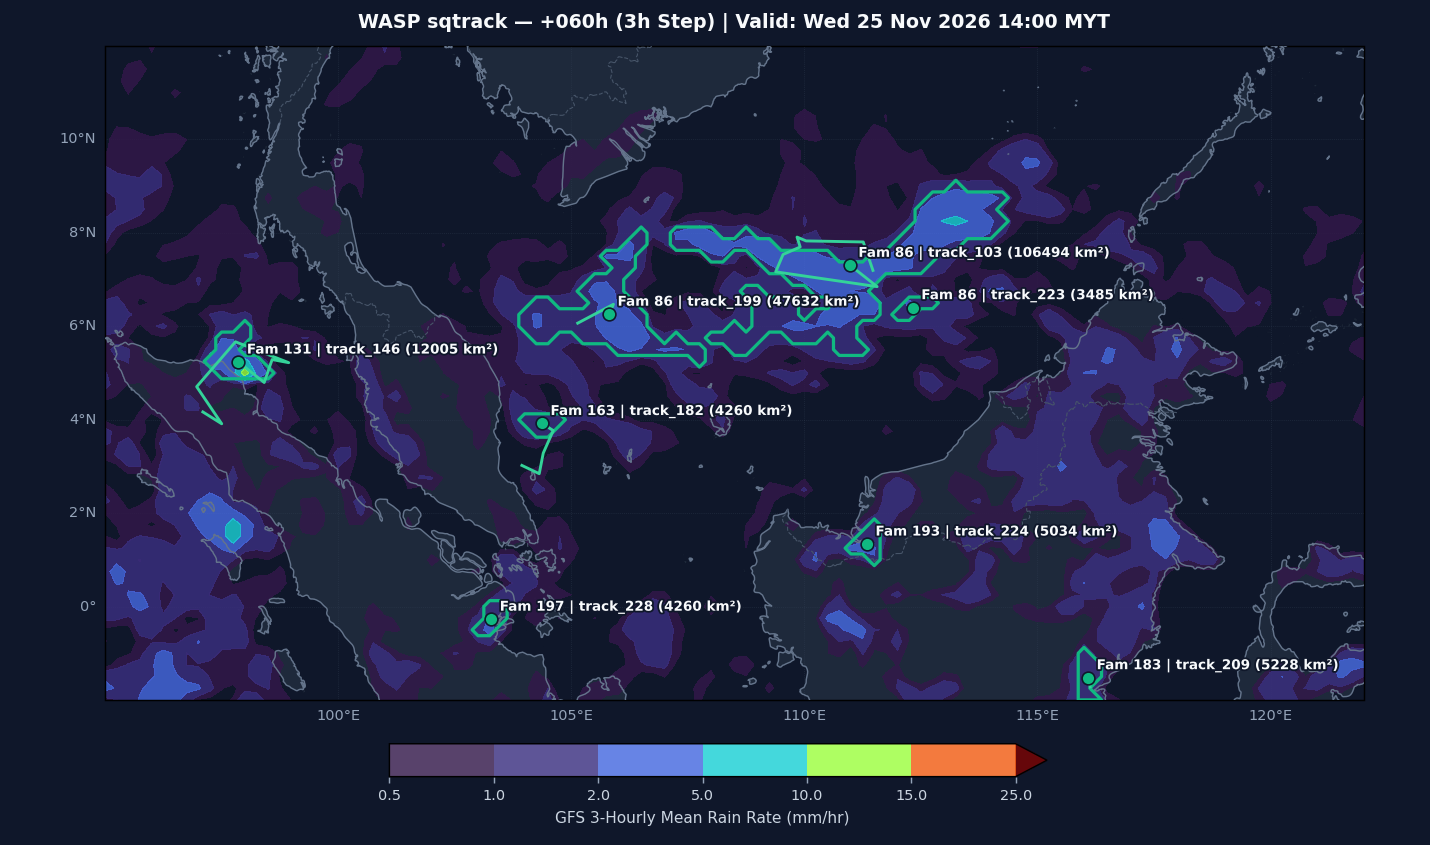 WASP sqtrack — +060h (3h Step) | Valid: Wed 25 Nov 2026 14:00 MYT
10°N
8°N
6°N
4°N
2°N
0°
Fam 86 | track_103 (106494 km²)
Fam 86 | track_223 (3485 km²)
Fam 86 | track_199 (47632 km²)
Fam 131 | track_146 (12005 km²)
Fam 163 | track_182 (4260 km²)
Fam 193 | track_224 (5034 km²)
Fam 197 | track_228 (4260 km²)
Fam 183 | track_209 (5228 km²)
100°E 105°E 110°E 115°E 120°E
0.5 1.0 2.0 5.0 10.0 15.0 25.0
GFS 3-Hourly Mean Rain Rate (mm/hr)